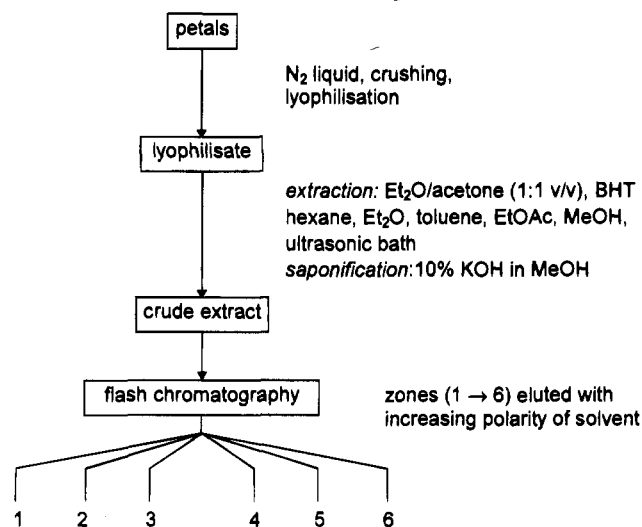 petals
N₂ liquid, crushing,
lyophilisation
lyophilisate
extraction: Et₂O/acetone (1:1 v/v), BHT
hexane, Et₂O, toluene, EtOAc, MeOH,
ultrasonic bath
saponification:10% KOH in MeOH
crude extract
flash chromatography
zones (1 → 6) eluted with
increasing polarity of solvent
1 2 3 4 5 6